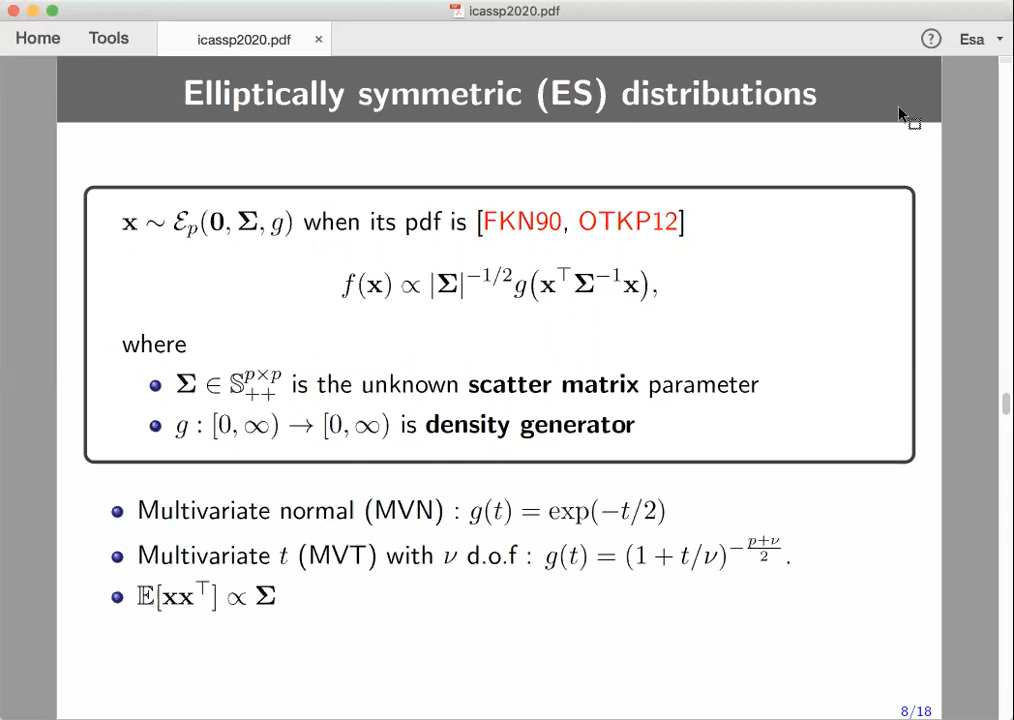 icassp2020.pdf
Home Tools icassp2020.pdf × ? Esa
Elliptically symmetric (ES) distributions
x ∼ ℰₚ(0, Σ, g) when its pdf is [FKN90, OTKP12]
f(x) ∝ |Σ|^{−1/2} g(x^⊤Σ^{−1}x),
where
Σ ∈ 𝕊^{p×p}_{++} is the unknown scatter matrix parameter
g : [0, ∞) → [0, ∞) is density generator
Multivariate normal (MVN) : g(t) = exp(−t/2)
Multivariate t (MVT) with ν d.o.f : g(t) = (1 + t/ν)^{−\frac{p+ν}{2}}.
𝔼[xx^⊤] ∝ Σ
8/18